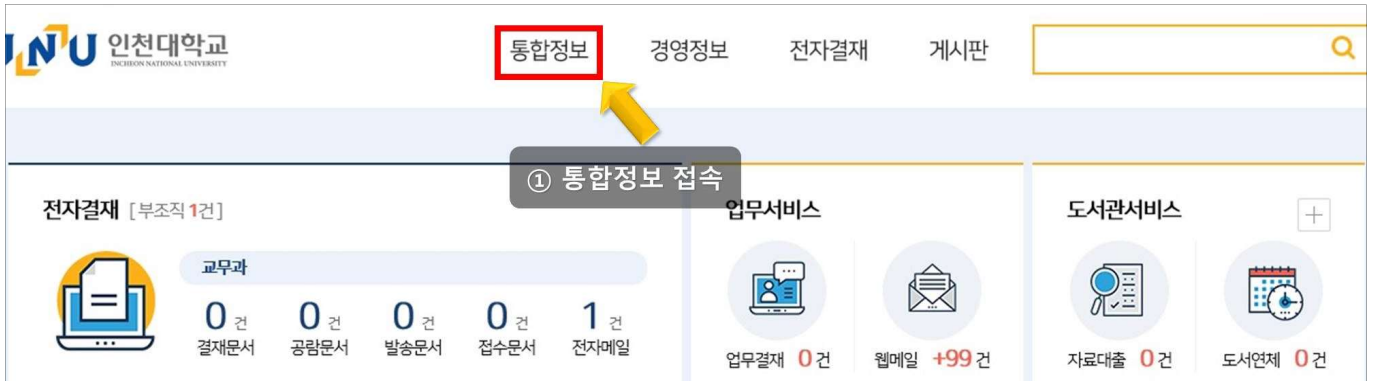 INU 인천대학교
INCHEON NATIONAL UNIVERSITY
통합정보 경영정보 전자결재 게시판
① 통합정보 접속
전자결재 [부조직 1건]
교무과
0 건 0 건 0 건 0 건 1 건
결재문서 공람문서 발송문서 접수문서 전자메일
업무서비스
업무결재 0 건 웹메일 +99 건
도서관서비스
자료대출 0 건 도서연체 0 건